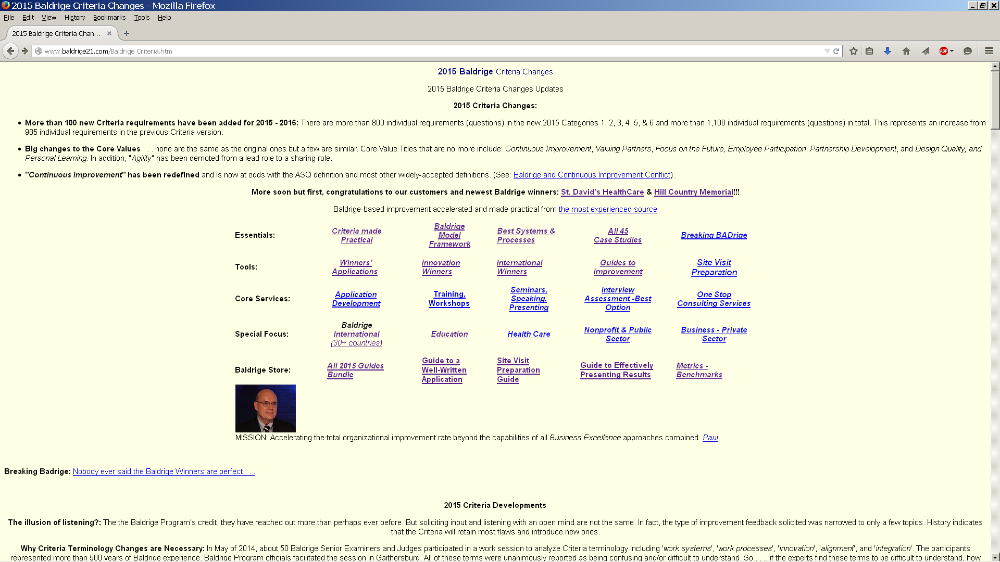 2015 Baldrige Criteria Changes - Mozilla Firefox
File Edit View History Bookmarks Tools Help
2015 Baldrige Criteria Chan...
www.baldrige21.com/Baldrige Criteria.htm
ABP
2015 Baldrige Criteria Changes
2015 Baldrige Criteria Changes Updates
2015 Criteria Changes:
• More than 100 new Criteria requirements have been added for 2015 - 2016: There are more than 800 individual requirements (questions) in the new 2015 Categories 1, 2, 3, 4, 5, & 6 and more than 1,100 individual requirements (questions) in total. This represents an increase from
985 individual requirements in the previous Criteria version.
• Big changes to the Core Values . . . none are the same as the original ones but a few are similar. Core Value Titles that are no more include: Continuous Improvement, Valuing Partners, Focus on the Future, Employee Participation, Partnership Development, and Design Quality, and
Personal Learning. In addition, "Agility" has been demoted from a lead role to a sharing role.
• "Continuous Improvement" has been redefined and is now at odds with the ASQ definition and most other widely-accepted definitions. (See: Baldrige and Continuous Improvement Conflict).
More soon but first, congratulations to our customers and newest Baldrige winners: St. David's HealthCare & Hill Country Memorial!!!
Baldrige-based improvement accelerated and made practical from the most experienced source
Essentials:
Criteria made
Practical
Baldrige
Model
Framework
Best Systems &
Processes
All 45
Case Studies
Breaking BADrige
Tools:
Winners'
Applications
Innovation
Winners
International
Winners
Guides to
Improvement
Site Visit
Preparation
Core Services:
Application
Development
Training,
Workshops
Seminars,
Speaking,
Presenting
Interview
Assessment -Best
Option
One Stop
Consulting Services
Special Focus:
Baldrige
International
(30+ countries)
Education
Health Care
Nonprofit & Public
Sector
Business - Private
Sector
Baldrige Store:
All 2015 Guides
Bundle
Guide to a
Well-Written
Application
Site Visit
Preparation
Guide
Guide to Effectively
Presenting Results
Metrics -
Benchmarks
MISSION: Accelerating the total organizational improvement rate beyond the capabilities of all Business Excellence approaches combined. Paul
Breaking Badrige: Nobody ever said the Baldrige Winners are perfect . . .
2015 Criteria Developments
The illusion of listening?: The the Baldrige Program's credit, they have reached out more than perhaps ever before. But soliciting input and listening with an open mind are not the same. In fact, the type of improvement feedback solicited was narrowed to only a few topics. History indicates
that the Criteria will retain most flaws and introduce new ones.
Why Criteria Terminology Changes are Necessary: In May of 2014, about 50 Baldrige Senior Examiners and Judges participated in a work session to analyze Criteria terminology including 'work systems', 'work processes', 'innovation', 'alignment', and 'integration'. The participants
represented more than 500 years of Baldrige experience. Baldrige Program officials facilitated the session in Gaithersburg. All of these terms were unanimously reported as being confusing and/or difficult to understand. So . . ., if the experts find these terms to be difficult to understand, how